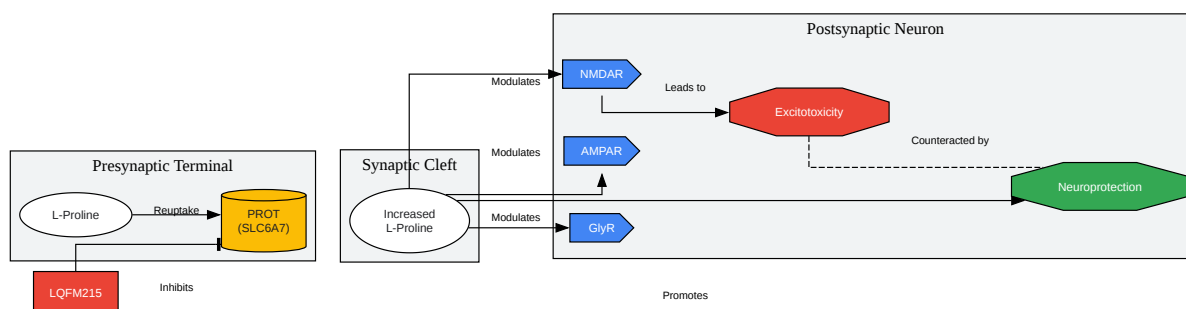 Postsynaptic Neuron
NMDAR
Modulates
Leads to
Excitotoxicity
Counteracted by
Modulates
AMPAR
Presynaptic Terminal
Synaptic Cleft
L-Proline
Reuptake
PROT
(SLC6A7)
Increased
L-Proline
Modulates
GlyR
Neuroprotection
LQFM215
Inhibits
Promotes